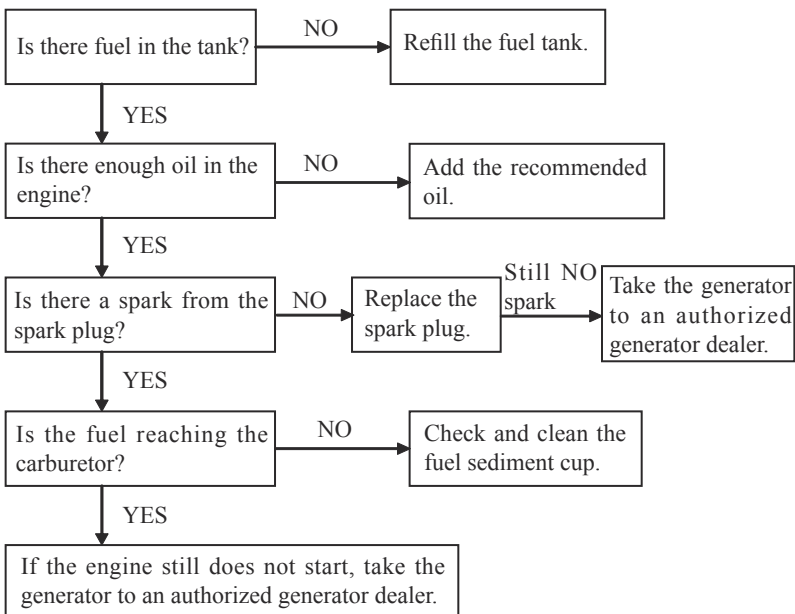 Is there fuel in the tank?
NO
Refill the fuel tank.
YES
Is there enough oil in the
engine?
NO
Add the recommended
oil.
YES
Is there a spark from the
spark plug?
NO
Replace the
spark plug.
Still NO
spark
Take the generator
to an authorized
generator dealer.
YES
Is the fuel reaching the
carburetor?
NO
Check and clean the
fuel sediment cup.
YES
If the engine still does not start, take the
generator to an authorized generator dealer.